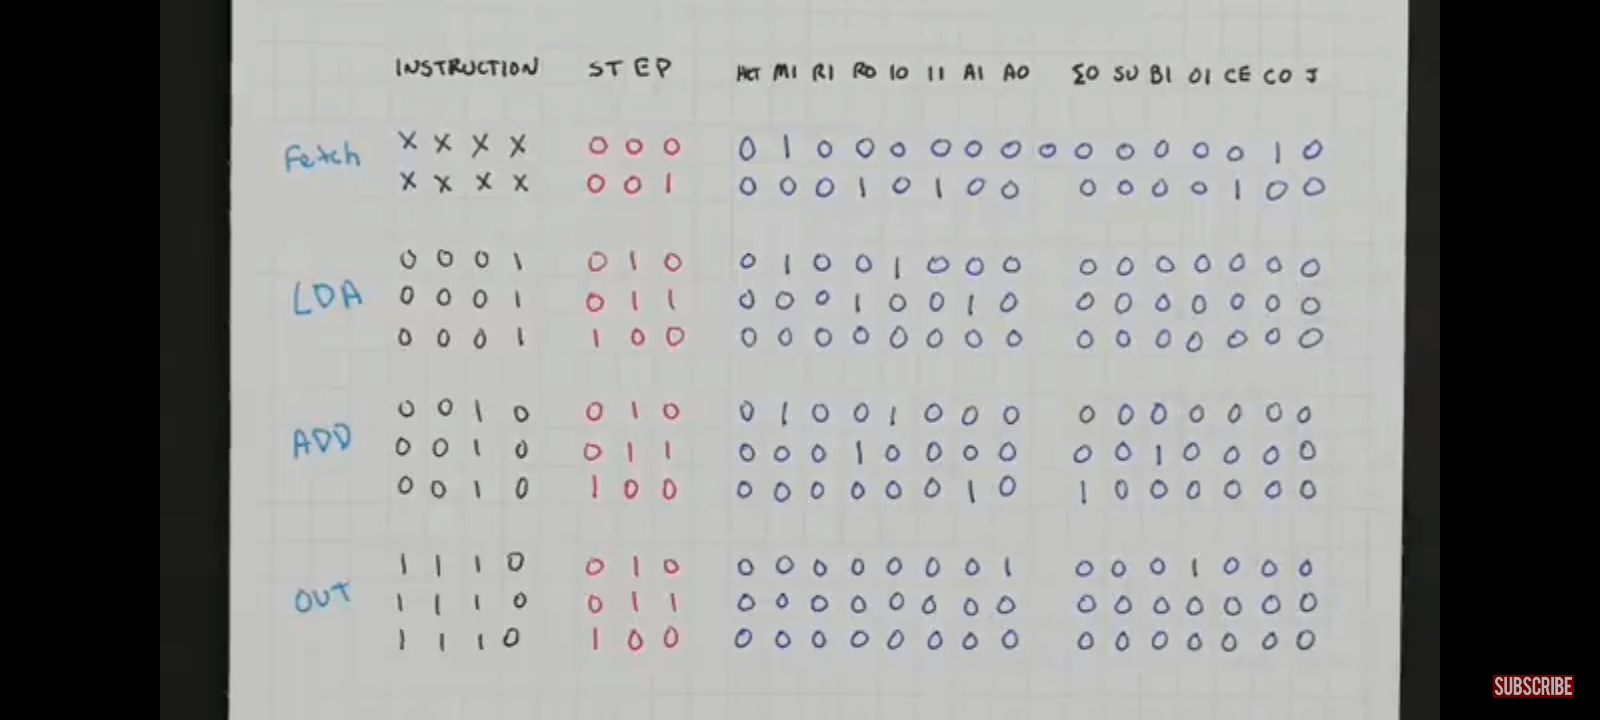 INSTRUCTION STEP HLT MI RI RO IO II AI AO ΣO SU BI OI CE CO J
Fetch X X X X 0 0 0 0 1 0 0 0 0 0 0 0 0 0 0 0 0 1 0
X X X X 0 0 1 0 0 0 1 0 1 0 0 0 0 0 0 1 0 0
0 0 0 1 0 1 0 0 1 0 0 1 0 0 0 0 0 0 0 0 0 0
LDA 0 0 0 1 0 1 1 0 0 0 1 0 0 1 0 0 0 0 0 0 0 0
0 0 0 1 1 0 0 0 0 0 0 0 0 0 0 0 0 0 0 0 0 0
0 0 1 0 0 1 0 0 1 0 0 1 0 0 0 0 0 0 0 0 0 0
ADD 0 0 1 0 0 1 1 0 0 0 1 0 0 0 0 0 0 1 0 0 0 0
0 0 1 0 1 0 0 0 0 0 0 0 0 1 0 1 0 0 0 0 0 0
1 1 1 0 0 1 0 0 0 0 0 0 0 0 1 0 0 0 1 0 0 0
OUT 1 1 1 0 0 1 1 0 0 0 0 0 0 0 0 0 0 0 0 0 0 0
1 1 1 0 1 0 0 0 0 0 0 0 0 0 0 0 0 0 0 0 0 0
SUBSCRIBE